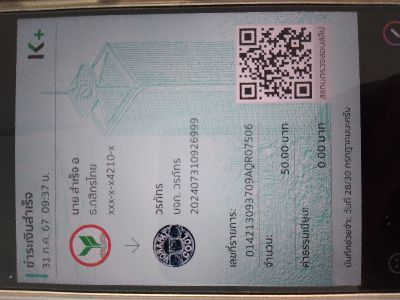 ชำระเงินสำเร็จ
31 ก.ค. 67 09:37 น.
K+
นาย สำเร็จ อ
ธ.กสิกรไทย
xxx-x-x4210-x
VORAPAT
COOL
วรภัทร
บจก. วรภัทร
202407310926999
เลขที่รายการ:
014213093709AQR07506
จำนวน:
50.00 บาท
ค่าธรรมเนียม:
0.00 บาท
สแกนตรวจสอบสลิป
บันทึกช่วยจำ: วันที่ 28/30 กรกฎาคมนะครับ